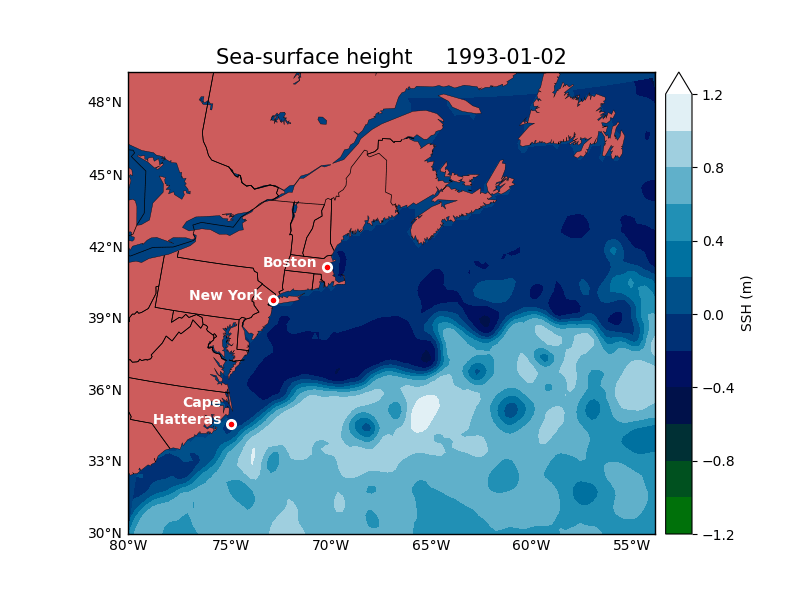 Sea-surface height 1993-01-02
48°N
45°N
42°N
39°N
36°N
33°N
30°N
80°W 75°W 70°W 65°W 60°W 55°W
Boston
New York
Cape
Hatteras
1.2
0.8
0.4
0.0
−0.4
−0.8
−1.2
SSH (m)